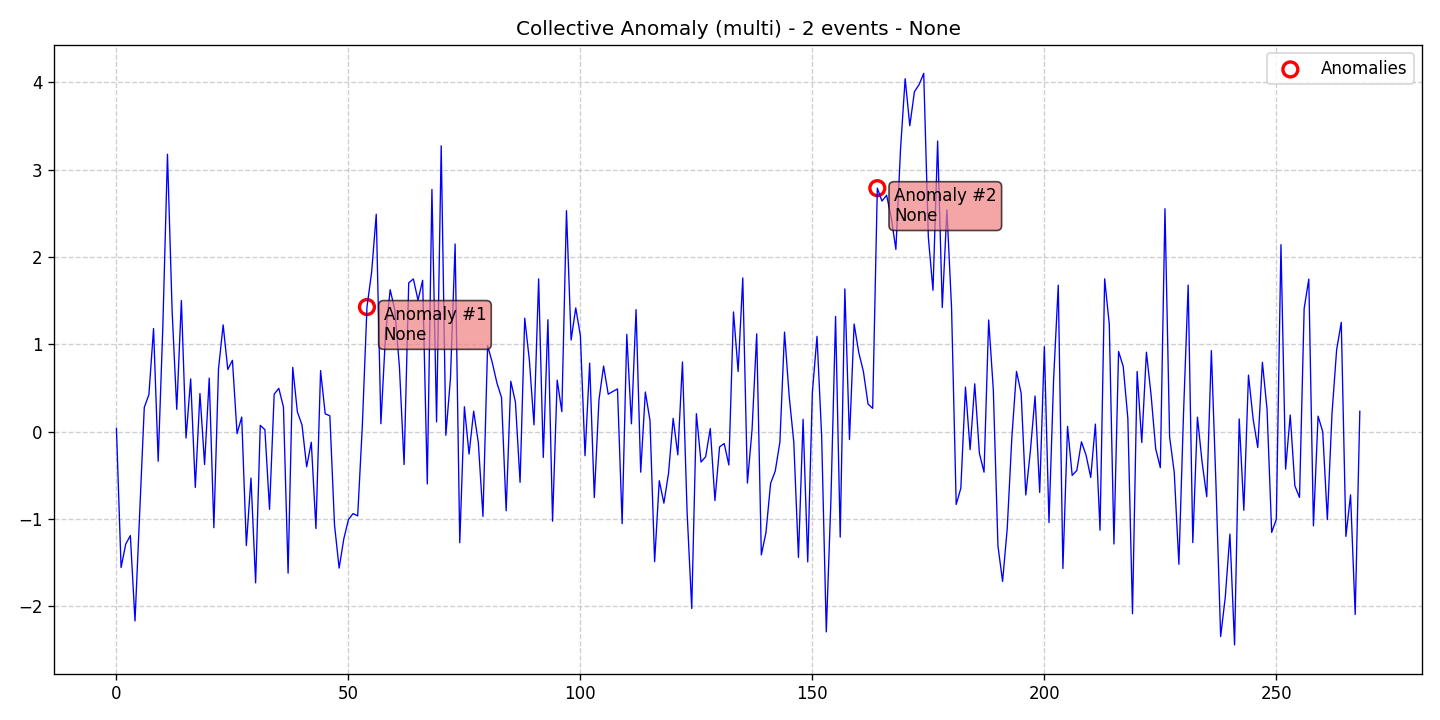 Collective Anomaly (multi) - 2 events - None
Anomalies
4
3
2
1
0
−1
−2
Anomaly #1
None
Anomaly #2
None
0
50
100
150
200
250